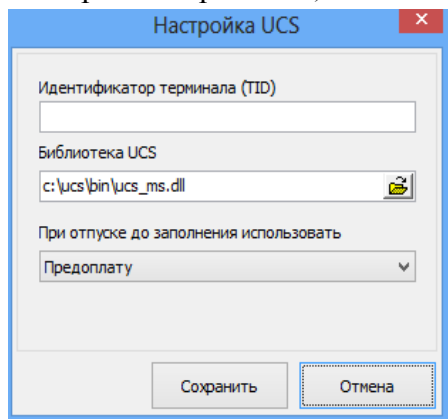 Настройка UCS
Идентификатор терминала (TID)
Библиотека UCS
c:\ucs\bin\ucs_ms.dll
При отпуске до заполнения использовать
Предоплату
Сохранить Отмена